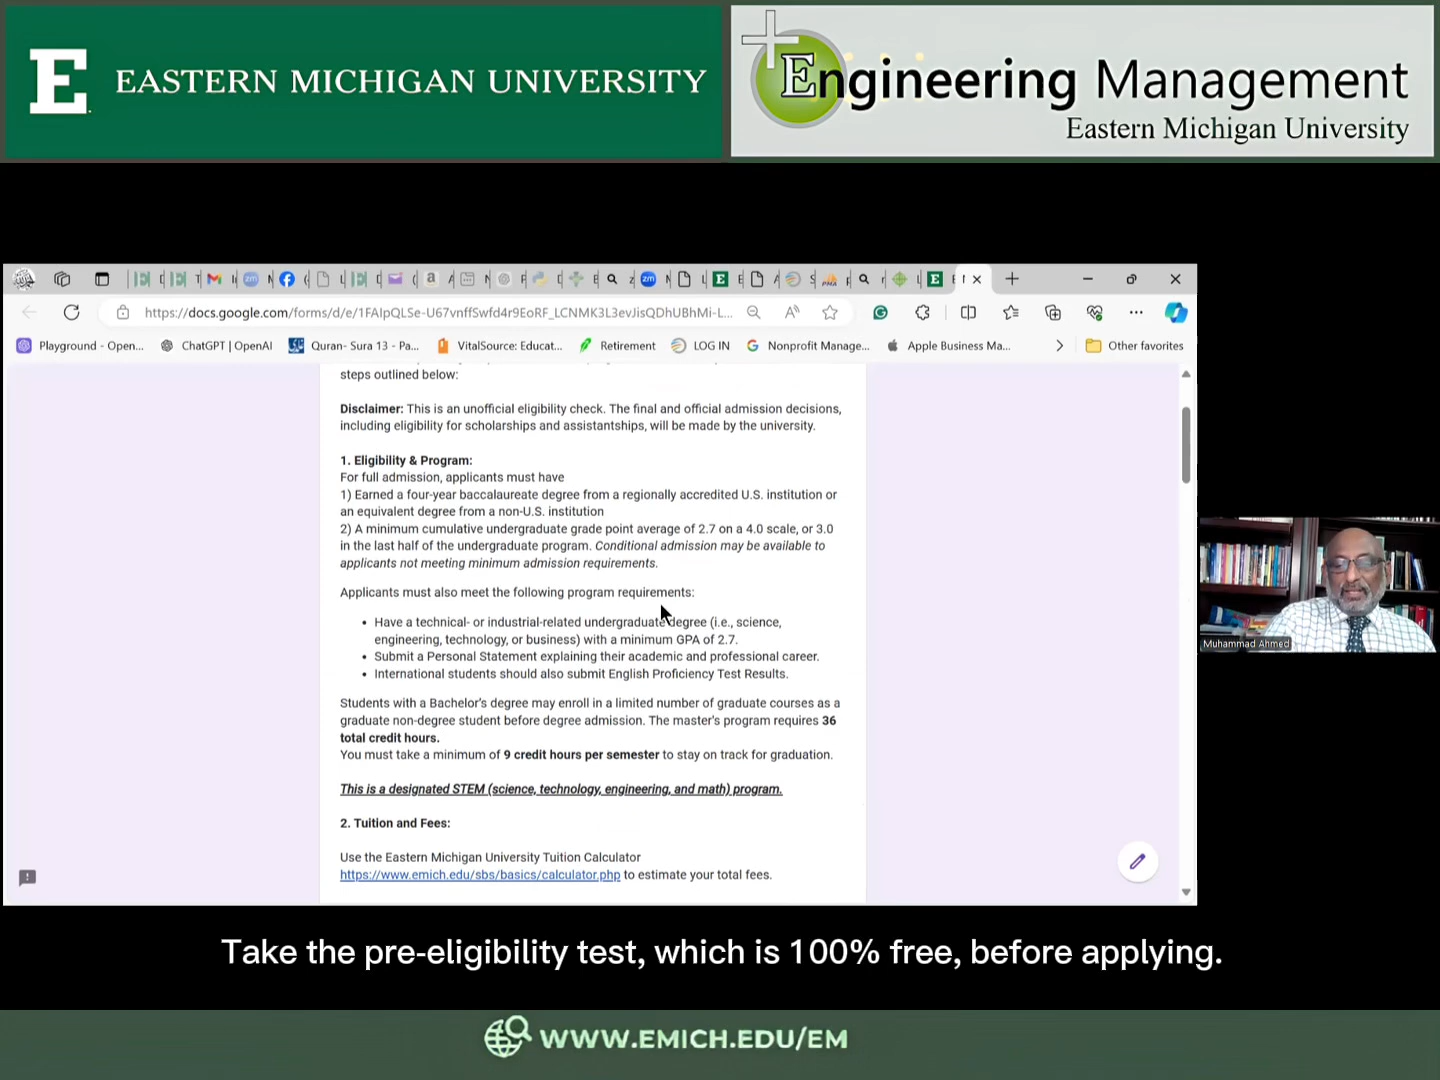 E EASTERN MICHIGAN UNIVERSITY
Engineering Management
Eastern Michigan University
https://docs.google.com/forms/d/e/1FAIpQLSe-U67vnffSwfd4r9EoRF_LCNMK3L3evJisQDhUBhMi-L...
Playground - Open... ChatGPT | OpenAI Quran- Sura 13 - Pa... VitalSource: Educat... Retirement LOG IN Nonprofit Manage... Apple Business Ma... Other favorites
steps outlined below:
Disclaimer: This is an unofficial eligibility check. The final and official admission decisions,
including eligibility for scholarships and assistantships, will be made by the university.
1. Eligibility & Program:
For full admission, applicants must have
1) Earned a four-year baccalaureate degree from a regionally accredited U.S. institution or
an equivalent degree from a non-U.S. institution
2) A minimum cumulative undergraduate grade point average of 2.7 on a 4.0 scale, or 3.0
in the last half of the undergraduate program. Conditional admission may be available to
applicants not meeting minimum admission requirements.
Applicants must also meet the following program requirements:
• Have a technical- or industrial-related undergraduate degree (i.e., science,
engineering, technology, or business) with a minimum GPA of 2.7.
• Submit a Personal Statement explaining their academic and professional career.
• International students should also submit English Proficiency Test Results.
Students with a Bachelor's degree may enroll in a limited number of graduate courses as a
graduate non-degree student before degree admission. The master's program requires 36
total credit hours.
You must take a minimum of 9 credit hours per semester to stay on track for graduation.
This is a designated STEM (science, technology, engineering, and math) program.
2. Tuition and Fees:
Use the Eastern Michigan University Tuition Calculator
https://www.emich.edu/sbs/basics/calculator.php to estimate your total fees.
Muhammad Ahmed
Take the pre-eligibility test, which is 100% free, before applying.
WWW.EMICH.EDU/EM